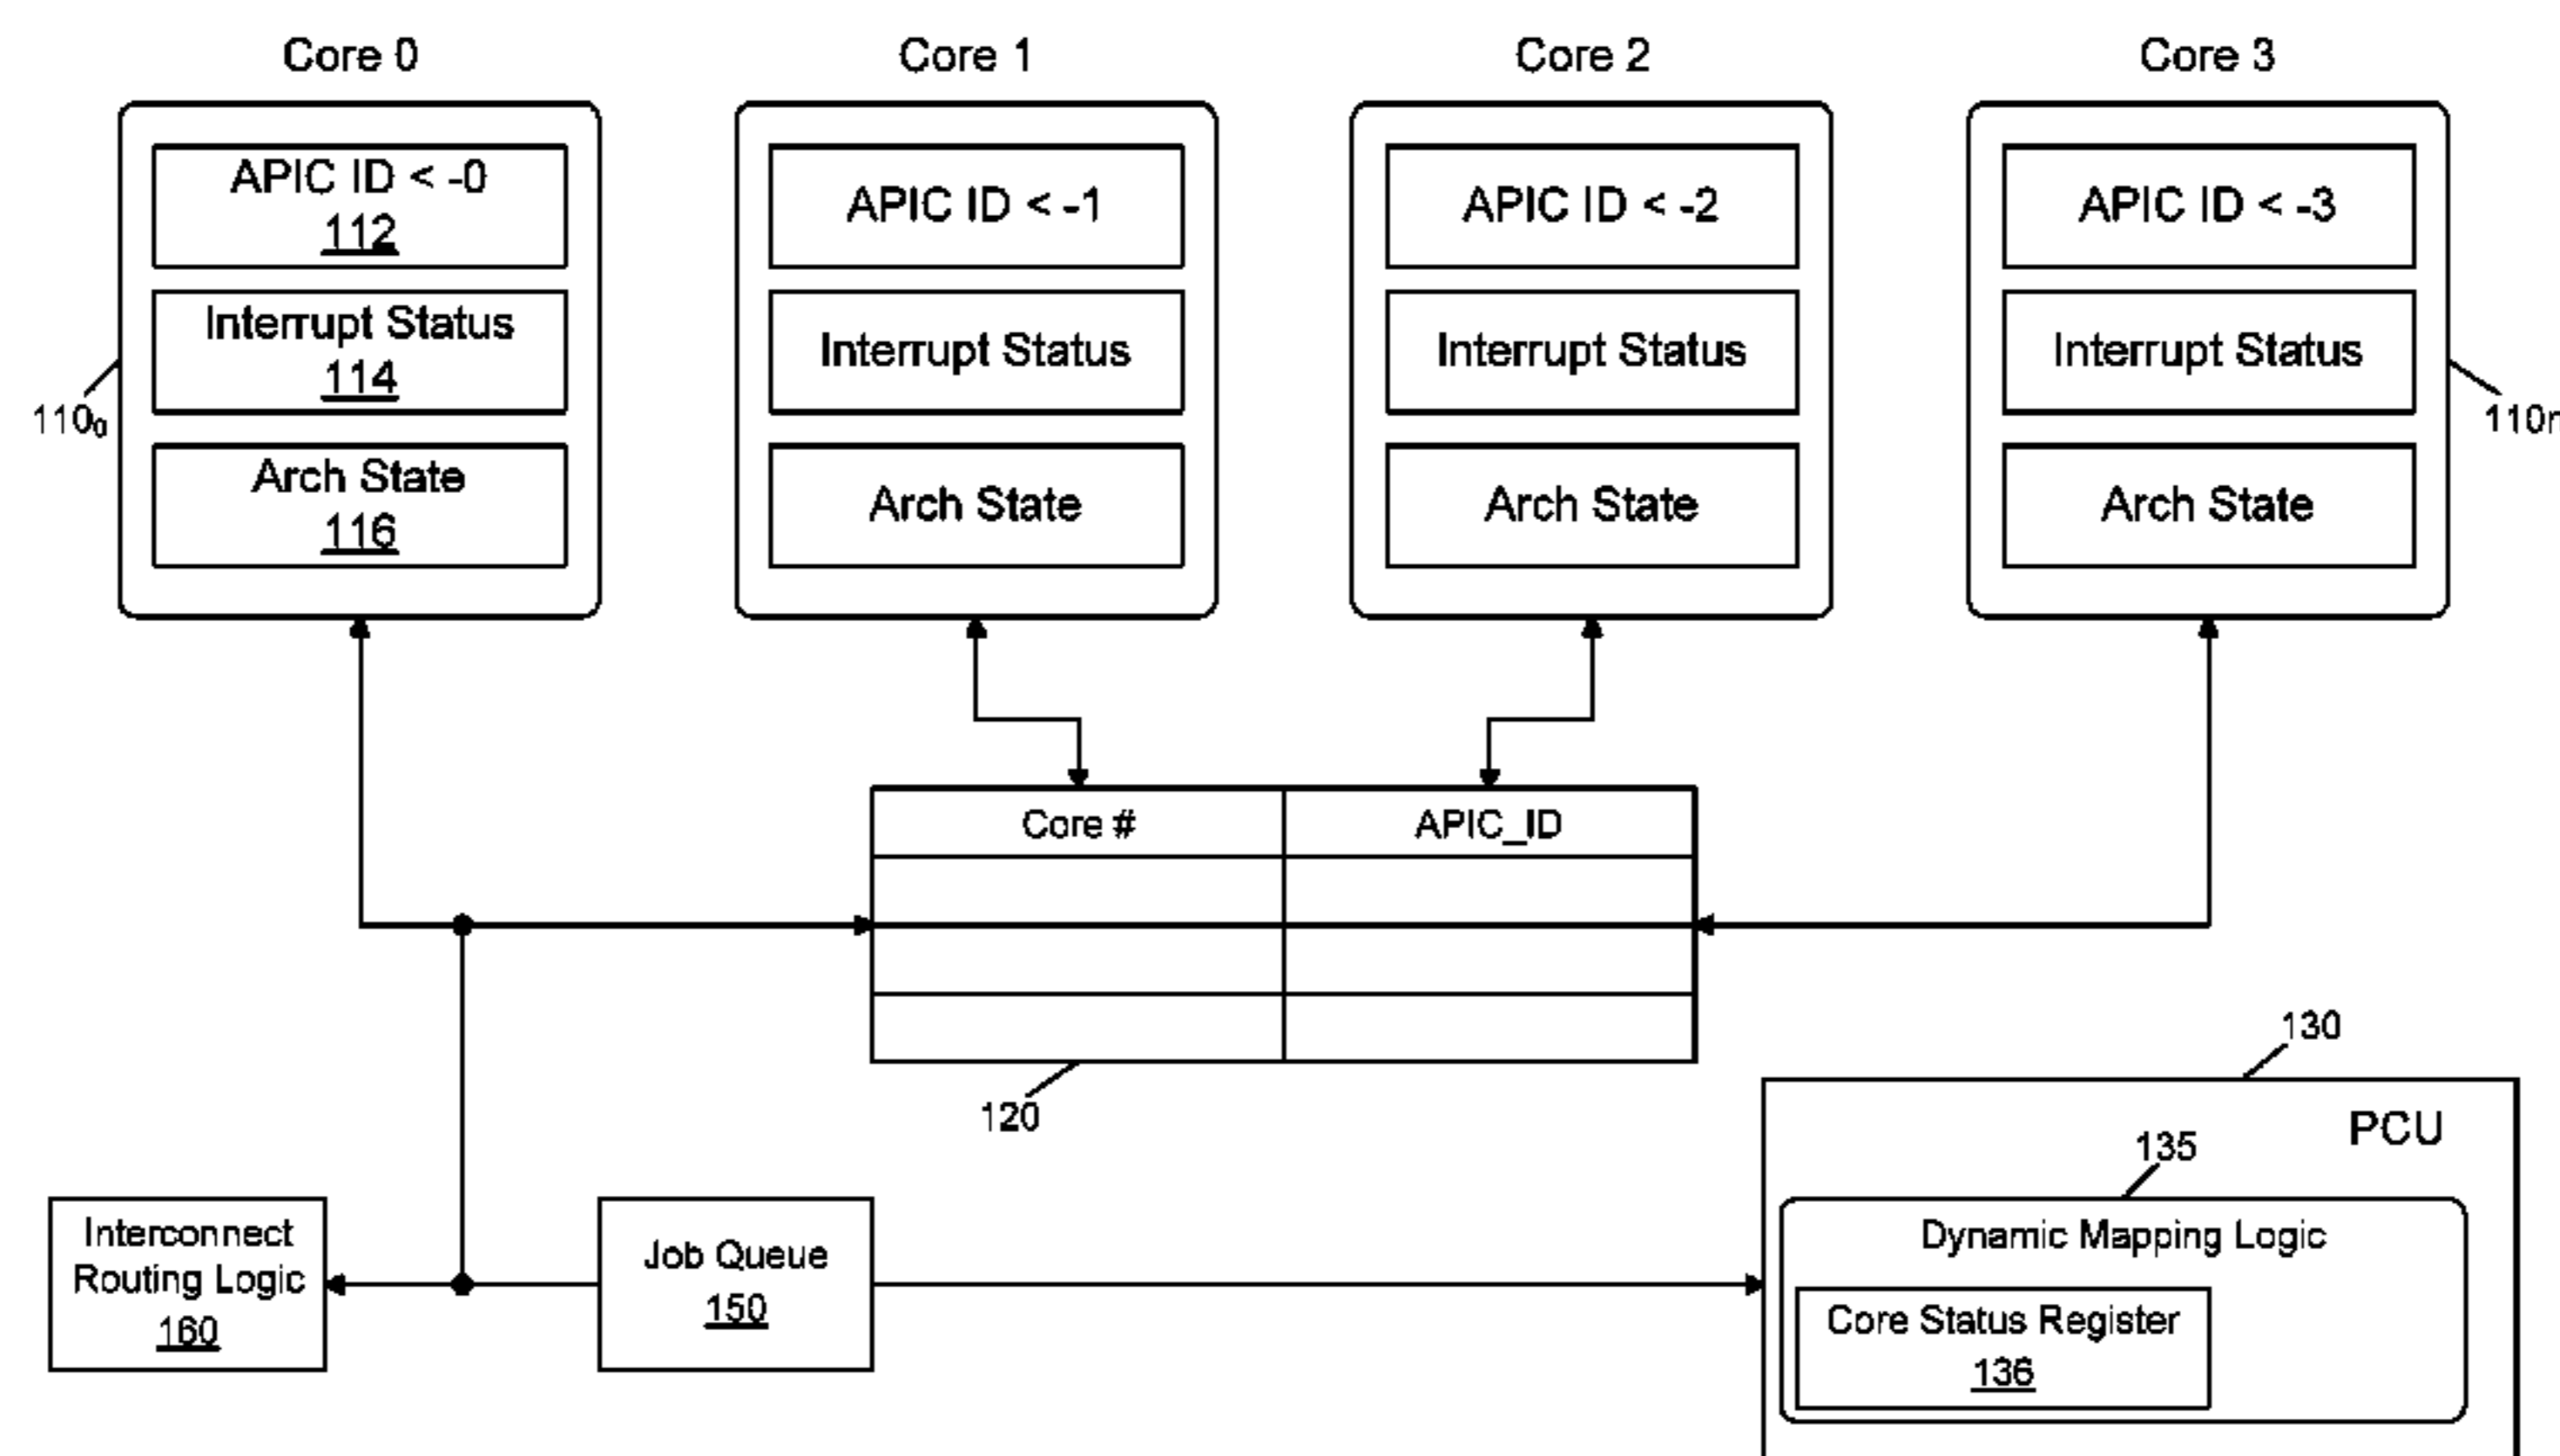 Core 0
Core 1
Core 2
Core 3
APIC ID < -0
112
APIC ID < -1
APIC ID < -2
APIC ID < -3
Interrupt Status
114
Interrupt Status
Interrupt Status
Interrupt Status
110₀
110n
Arch State
116
Arch State
Arch State
Arch State
Core #
APIC_ID
120
130
PCU
135
Interconnect
Routing Logic
160
Job Queue
150
Dynamic Mapping Logic
Core Status Register
136